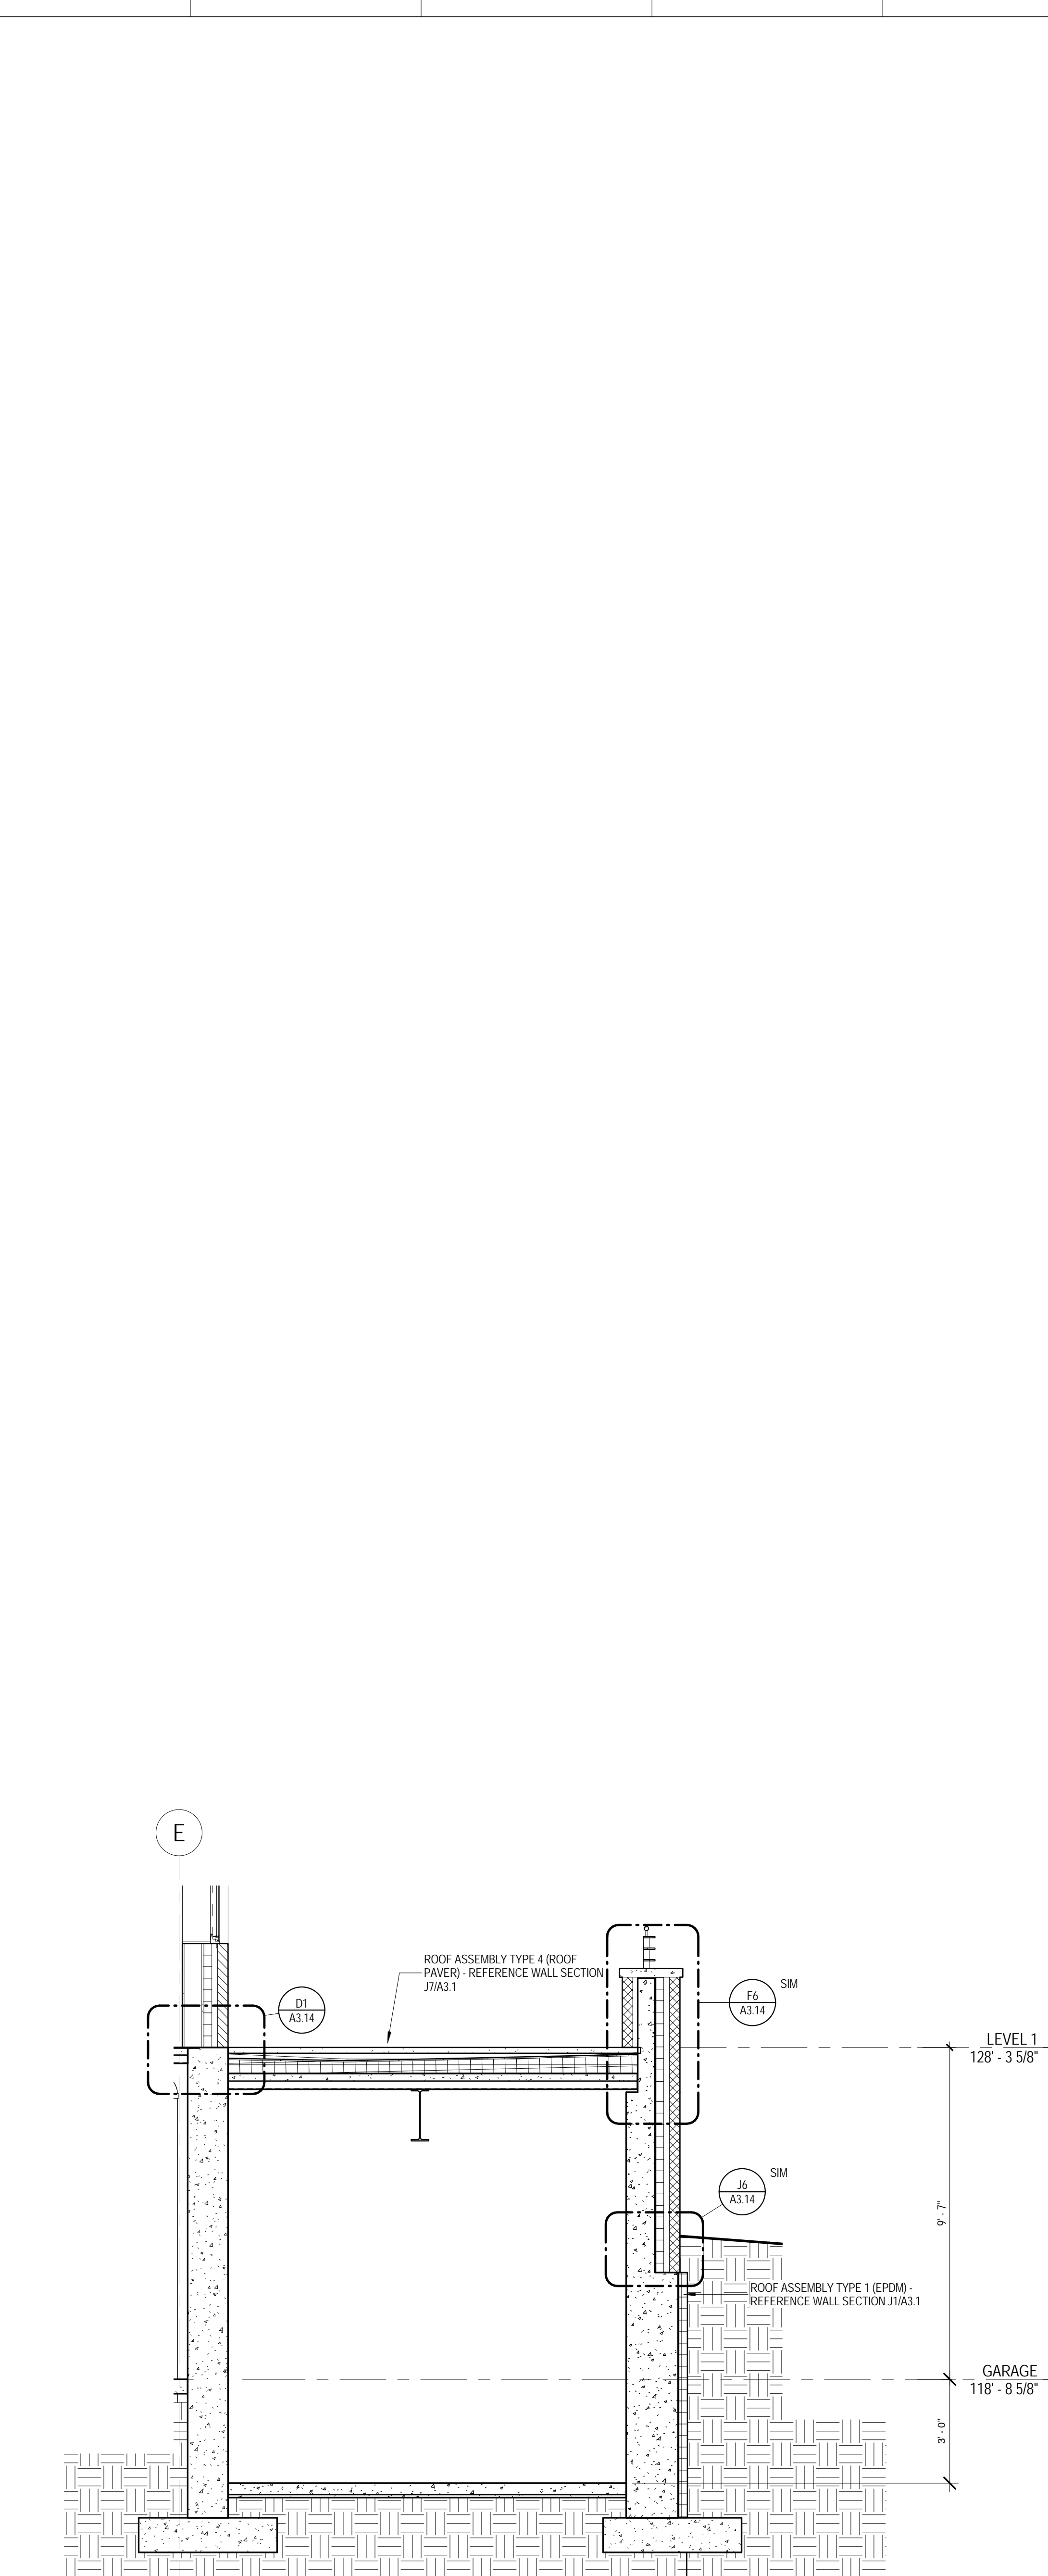 E
ROOF ASSEMBLY TYPE 4 (ROOF
PAVER) - REFERENCE WALL SECTION
J7/A3.1
D1
A3.14
F6
A3.14
SIM
LEVEL 1
128' - 3 5/8"
J6
A3.14
SIM
9' - 7"
ROOF ASSEMBLY TYPE 1 (EPDM) -
REFERENCE WALL SECTION J1/A3.1
GARAGE
118' - 8 5/8"
3' - 0"